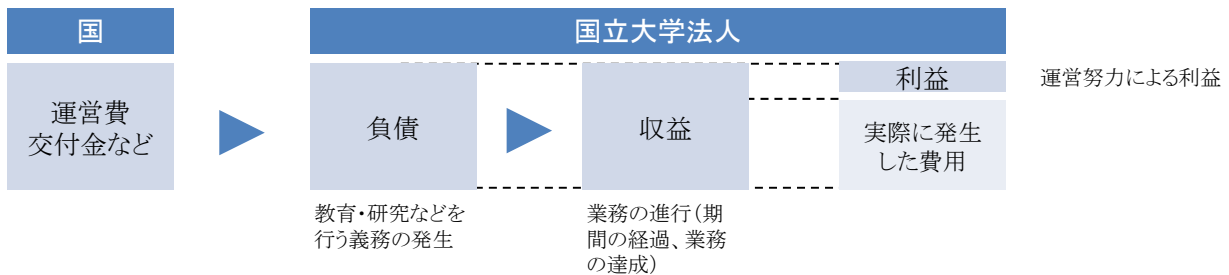 国
国立大学法人
運営費
交付金など
負債
収益
利益
運営努力による利益
実際に発生
した費用
教育・研究などを
行う義務の発生
業務の進行（期
間の経過、業務
の達成）